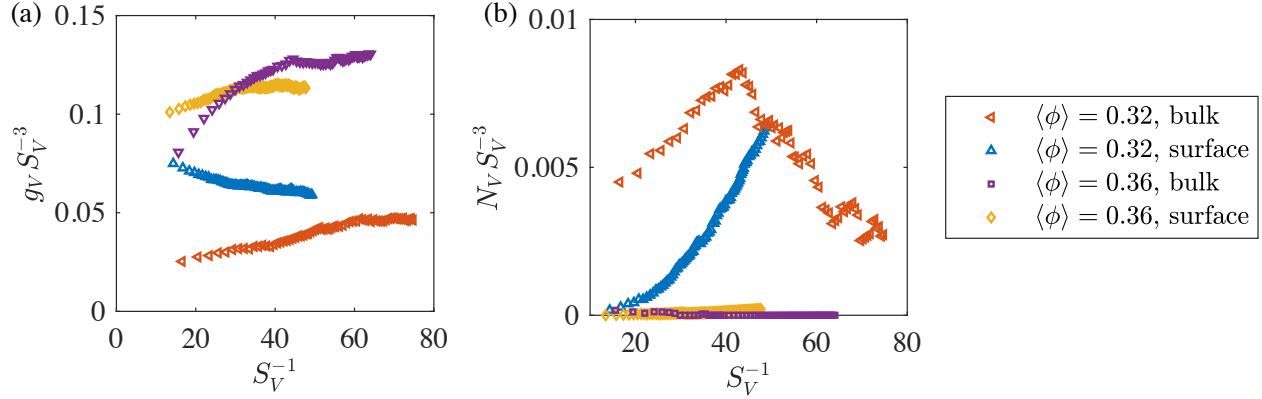 (a)
0.15
0.1
0.05
0
g_V S_V^{-3}
0 20 40 60 80
S_V^{-1}
(b)
0.01
0.005
0
N_V S_V^{-3}
20 40 60 80
S_V^{-1}
⟨ϕ⟩ = 0.32, bulk
⟨ϕ⟩ = 0.32, surface
⟨ϕ⟩ = 0.36, bulk
⟨ϕ⟩ = 0.36, surface